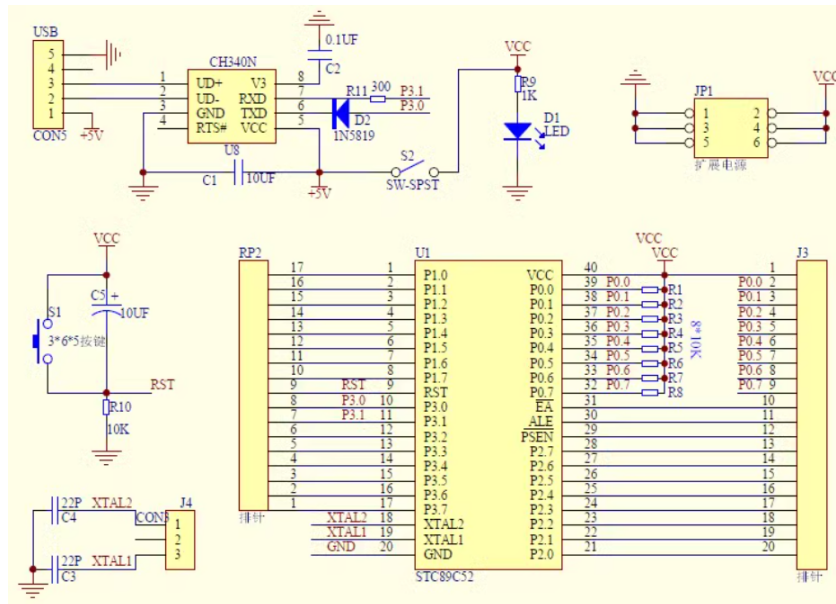 USB
5
4
3
2
1
CON5
+5V
CH340N
1 UD+ V3 8
2 UD- RXD 7
3 GND TXD 6
4 RTS# VCC 5
U8
0.1UF
C2
R11 300 P3.1
P3.0
D2
1N5819
C1 10UF
+5V
S2
SW-SPST
VCC
R9
1K
D1
LED
JP1
VCC
1 2
3 4
5 6
扩展电源
VCC
C5 +
10UF
S1
3*6*5按键
RST
R10
10K
22P XTAL2
C4
22P XTAL1
C3
CON3
J4
1
2
3
RP2
17
16
15
14
13
12
11
10
9 RST
8 P3.0
7 P3.1
6
5
4
3
2
1
排针
XTAL2
XTAL1
GND
U1
1 P1.0 VCC 40
2 P1.1 P0.0 39
3 P1.2 P0.1 38
4 P1.3 P0.2 37
5 P1.4 P0.3 36
6 P1.5 P0.4 35
7 P1.6 P0.5 34
8 P1.7 P0.6 33
9 RST P0.7 32
10 P3.0 EA 31
11 P3.1 ALE 30
12 P3.2 PSEN 29
13 P3.3 P2.7 28
14 P3.4 P2.6 27
15 P3.5 P2.5 26
16 P3.6 P2.4 25
17 P3.7 P2.3 24
18 XTAL2 P2.2 23
19 XTAL1 P2.1 22
20 GND P2.0 21
STC89C52
VCC
VCC
P0.0 R1
P0.1 R2
P0.2 R3
P0.3 R4
P0.4 R5
P0.5 R6
P0.6 R7
P0.7 R8
8*10K
J3
1
P0.0 2
P0.1 3
P0.2 4
P0.3 5
P0.4 6
P0.5 7
P0.6 8
P0.7 9
10
11
12
13
14
15
16
17
18
19
20
排针